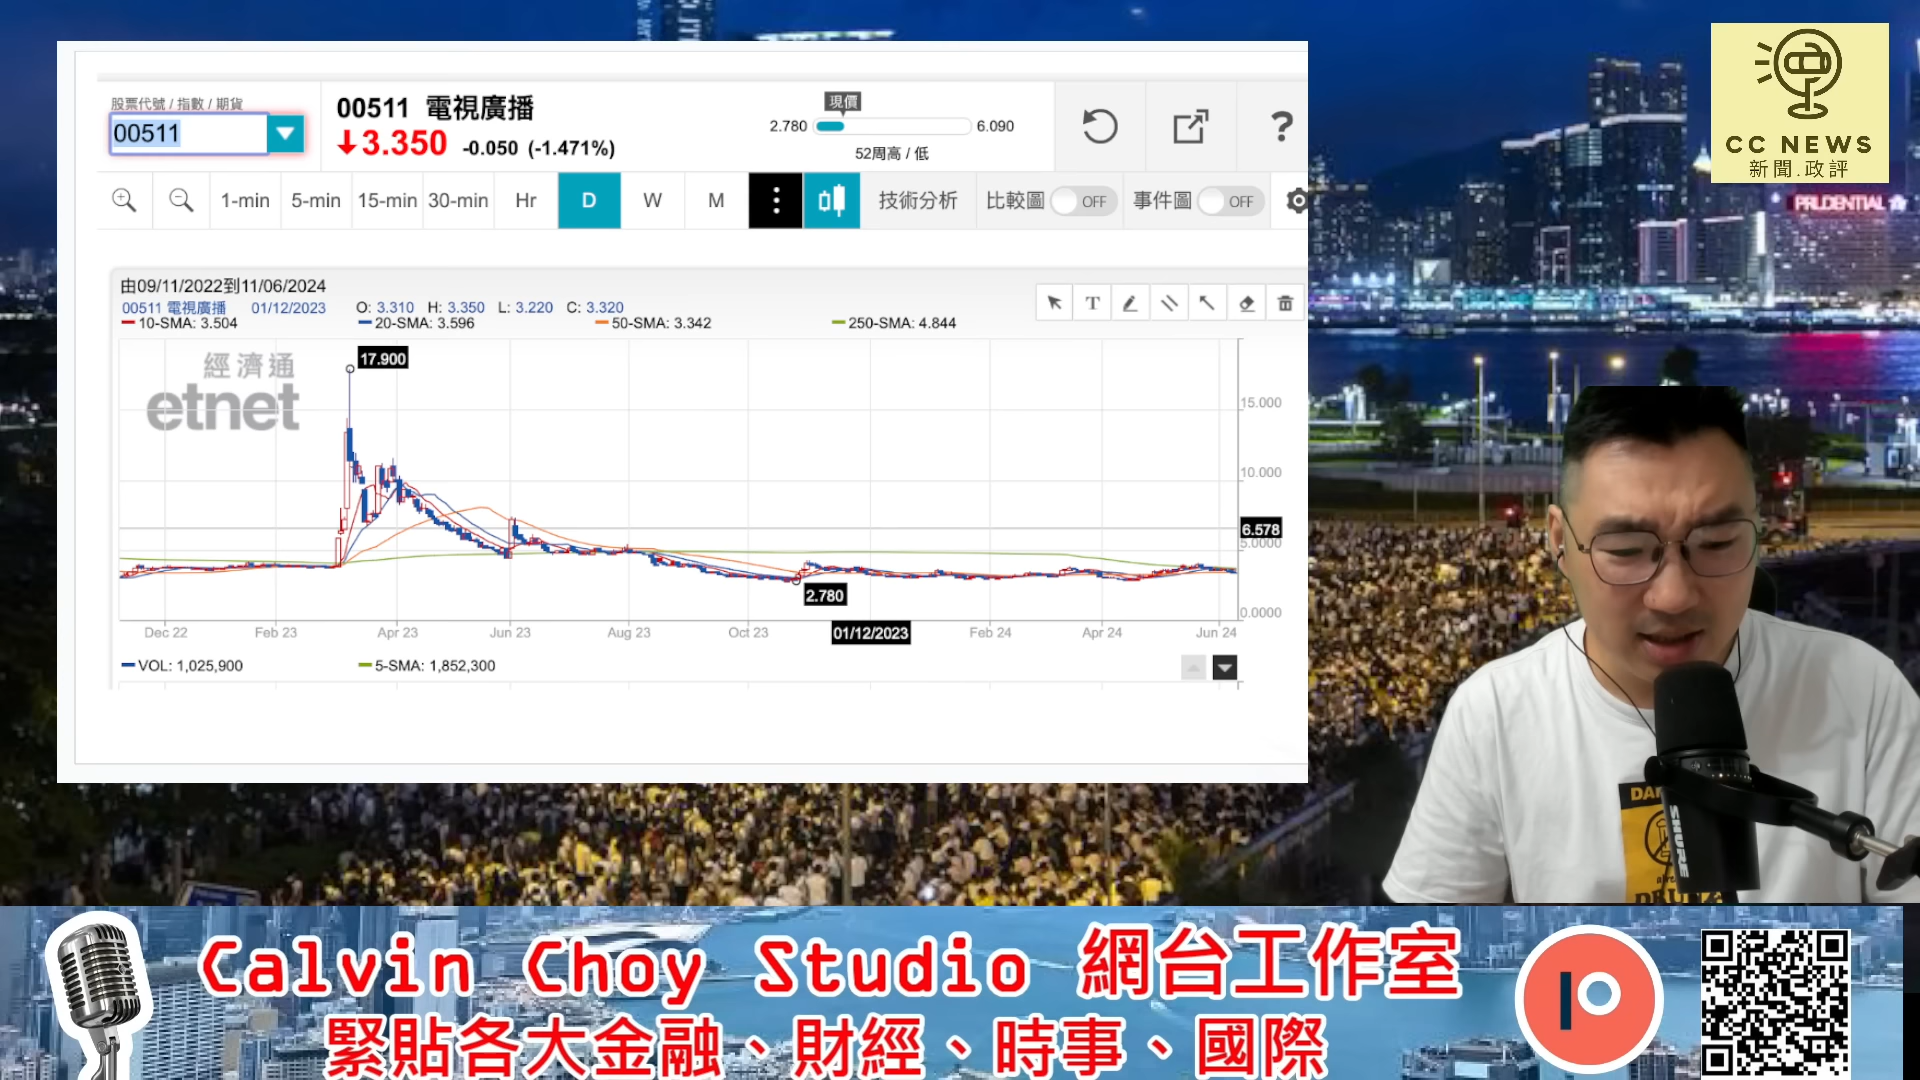 股票代號 / 指數 / 期貨
00511
00511 電視廣播
3.350 -0.050 (-1.471%)
現價
2.780 6.090
52周高 / 低
?
CC NEWS
新聞.政評
1-min 5-min 15-min 30-min Hr D W M 技術分析 比較圖 OFF 事件圖 OFF
PRUDENTIAL
由09/11/2022到11/06/2024
00511 電視廣播 01/12/2023 O: 3.310 H: 3.350 L: 3.220 C: 3.320
10-SMA: 3.504 20-SMA: 3.596 50-SMA: 3.342 250-SMA: 4.844
T
經濟通
etnet
17.900
15.000
10.000
6.578
5.0000
2.780
0.0000
Dec 22 Feb 23 Apr 23 Jun 23 Aug 23 Oct 23 01/12/2023 Feb 24 Apr 24 Jun 24
VOL: 1,025,900 5-SMA: 1,852,300
SHURE
Calvin Choy Studio 網台工作室
緊貼各大金融、財經、時事、國際